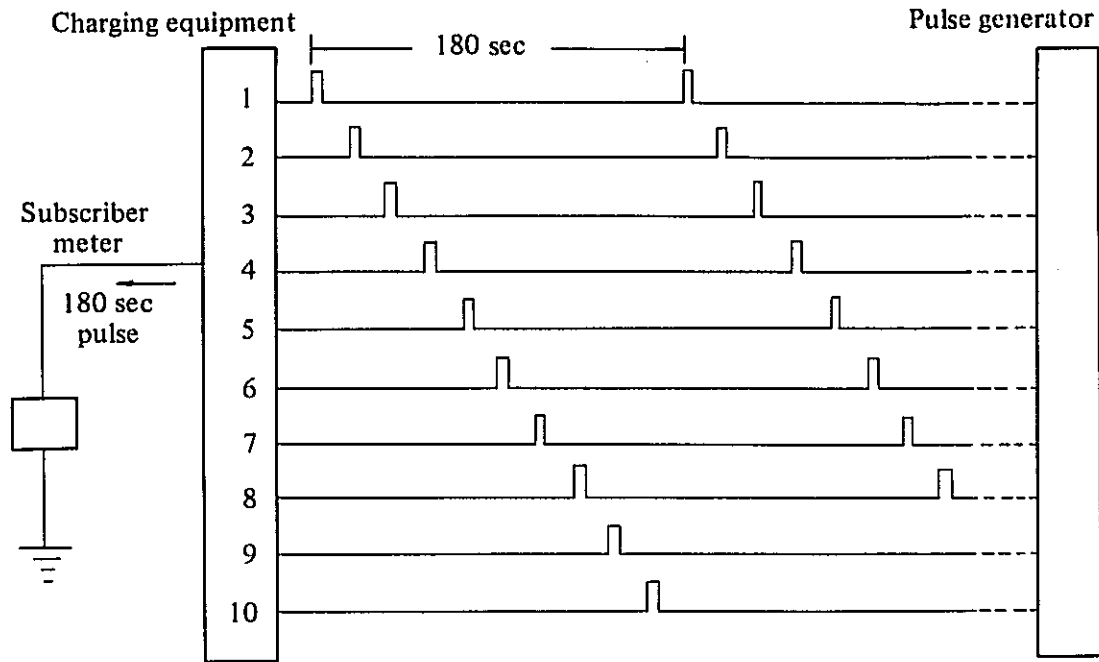 Charging equipment
Pulse generator
180 sec
1
2
3
Subscriber
meter
4
180 sec
pulse
5
6
7
8
9
10